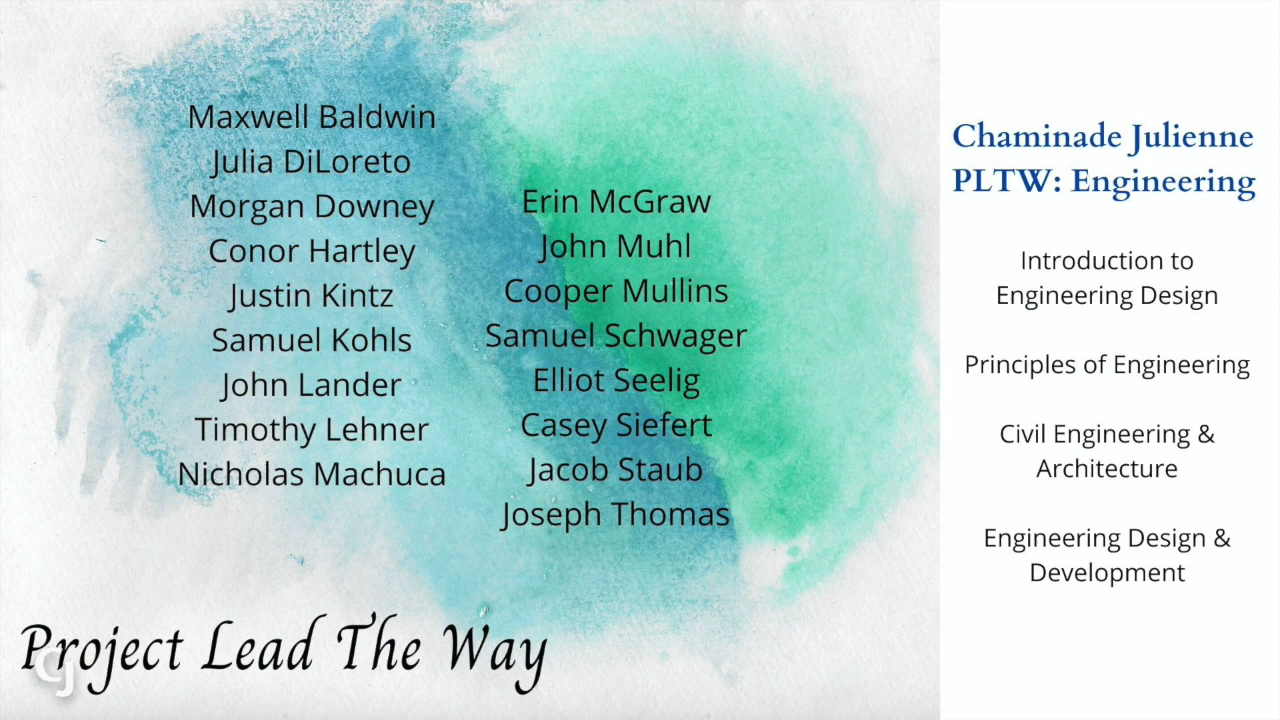 Maxwell Baldwin
Julia DiLoreto
Morgan Downey
Conor Hartley
Justin Kintz
Samuel Kohls
John Lander
Timothy Lehner
Nicholas Machuca
Erin McGraw
John Muhl
Cooper Mullins
Samuel Schwager
Elliot Seelig
Casey Siefert
Jacob Staub
Joseph Thomas
Project Lead The Way
cj
Chaminade Julienne
PLTW: Engineering
Introduction to
Engineering Design
Principles of Engineering
Civil Engineering &
Architecture
Engineering Design &
Development